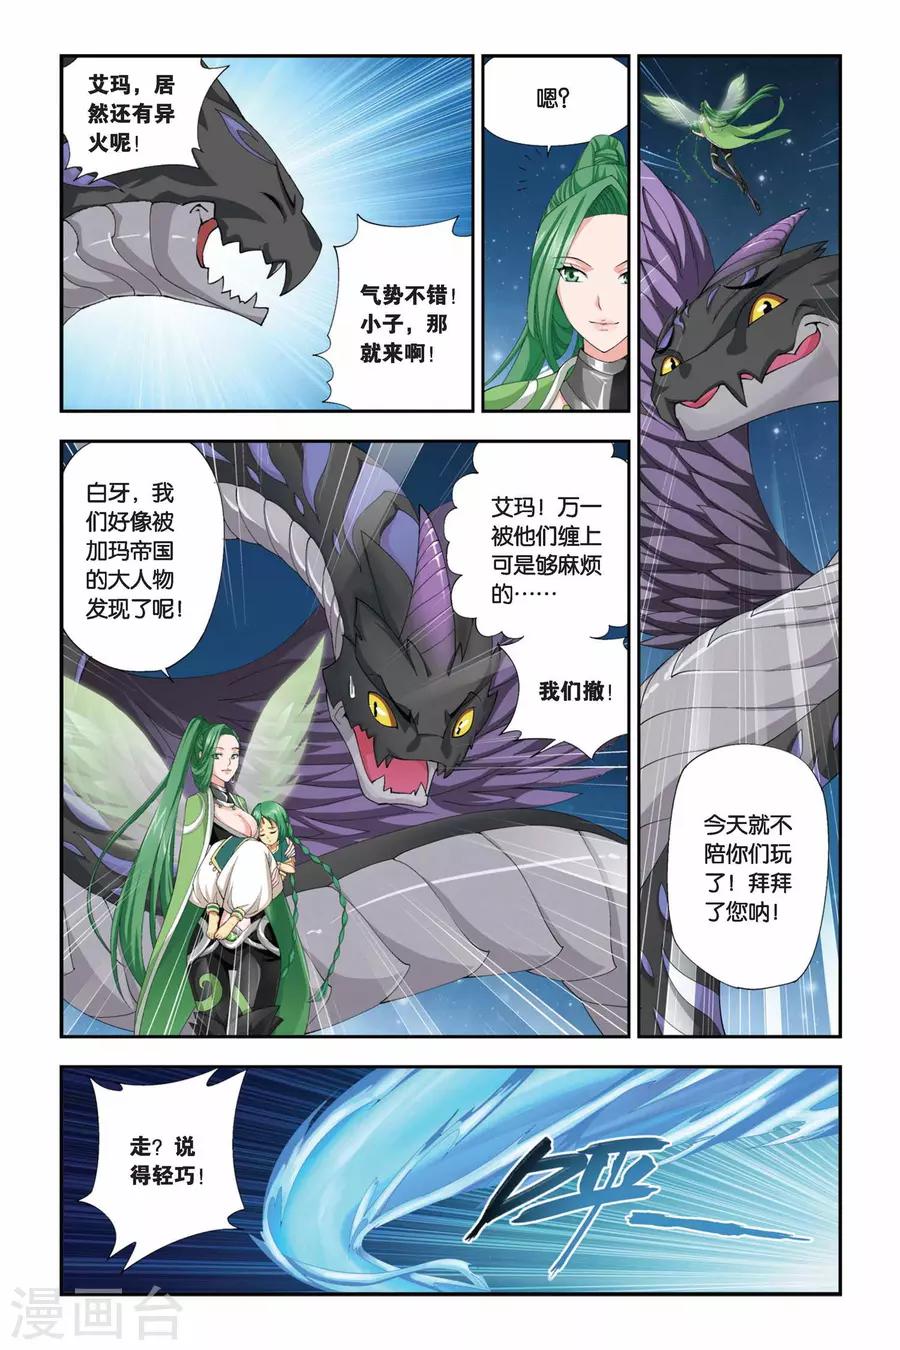 艾玛，居
然还有异
火呢！
气势不错！
小子，那
就来啊！
嗯？
白牙，我
们好像被
加玛帝国
的大人物
发现了呢！
艾玛！万一
被他们缠上
可是够麻烦
的……
我们撤！
今天就不
陪你们玩
了！拜拜
了您呐！
走？说
得轻巧！
呯—
漫画台